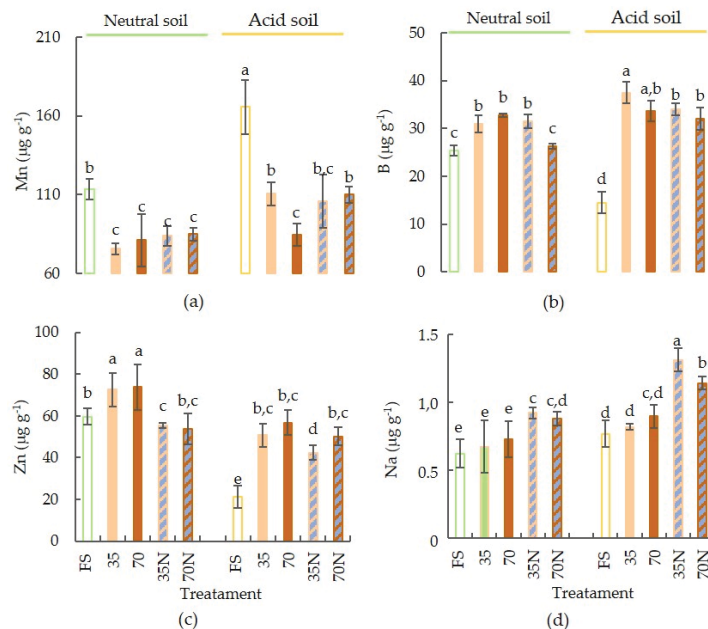 Neutral soil
Acid soil
Mn (µg g⁻¹)
210
160
110
60
b
c
c
c
c
a
b
c
b,c
b
(a)
Neutral soil
Acid soil
B (µg g⁻¹)
50
40
30
20
10
0
c
b
b
b
c
d
a
a,b
b
b
(b)
Zn (µg g⁻¹)
100
80
60
40
20
0
b
a
a
c
b,c
e
b,c
b,c
d
b,c
FS
35
70
35N
70N
FS
35
70
35N
70N
Treatament
(c)
Na (µg g⁻¹)
1.5
1,0
0.5
0
e
e
e
c
c,d
d
d
c,d
a
b
FS
35
70
35N
70N
FS
35
70
35N
70N
Treatament
(d)